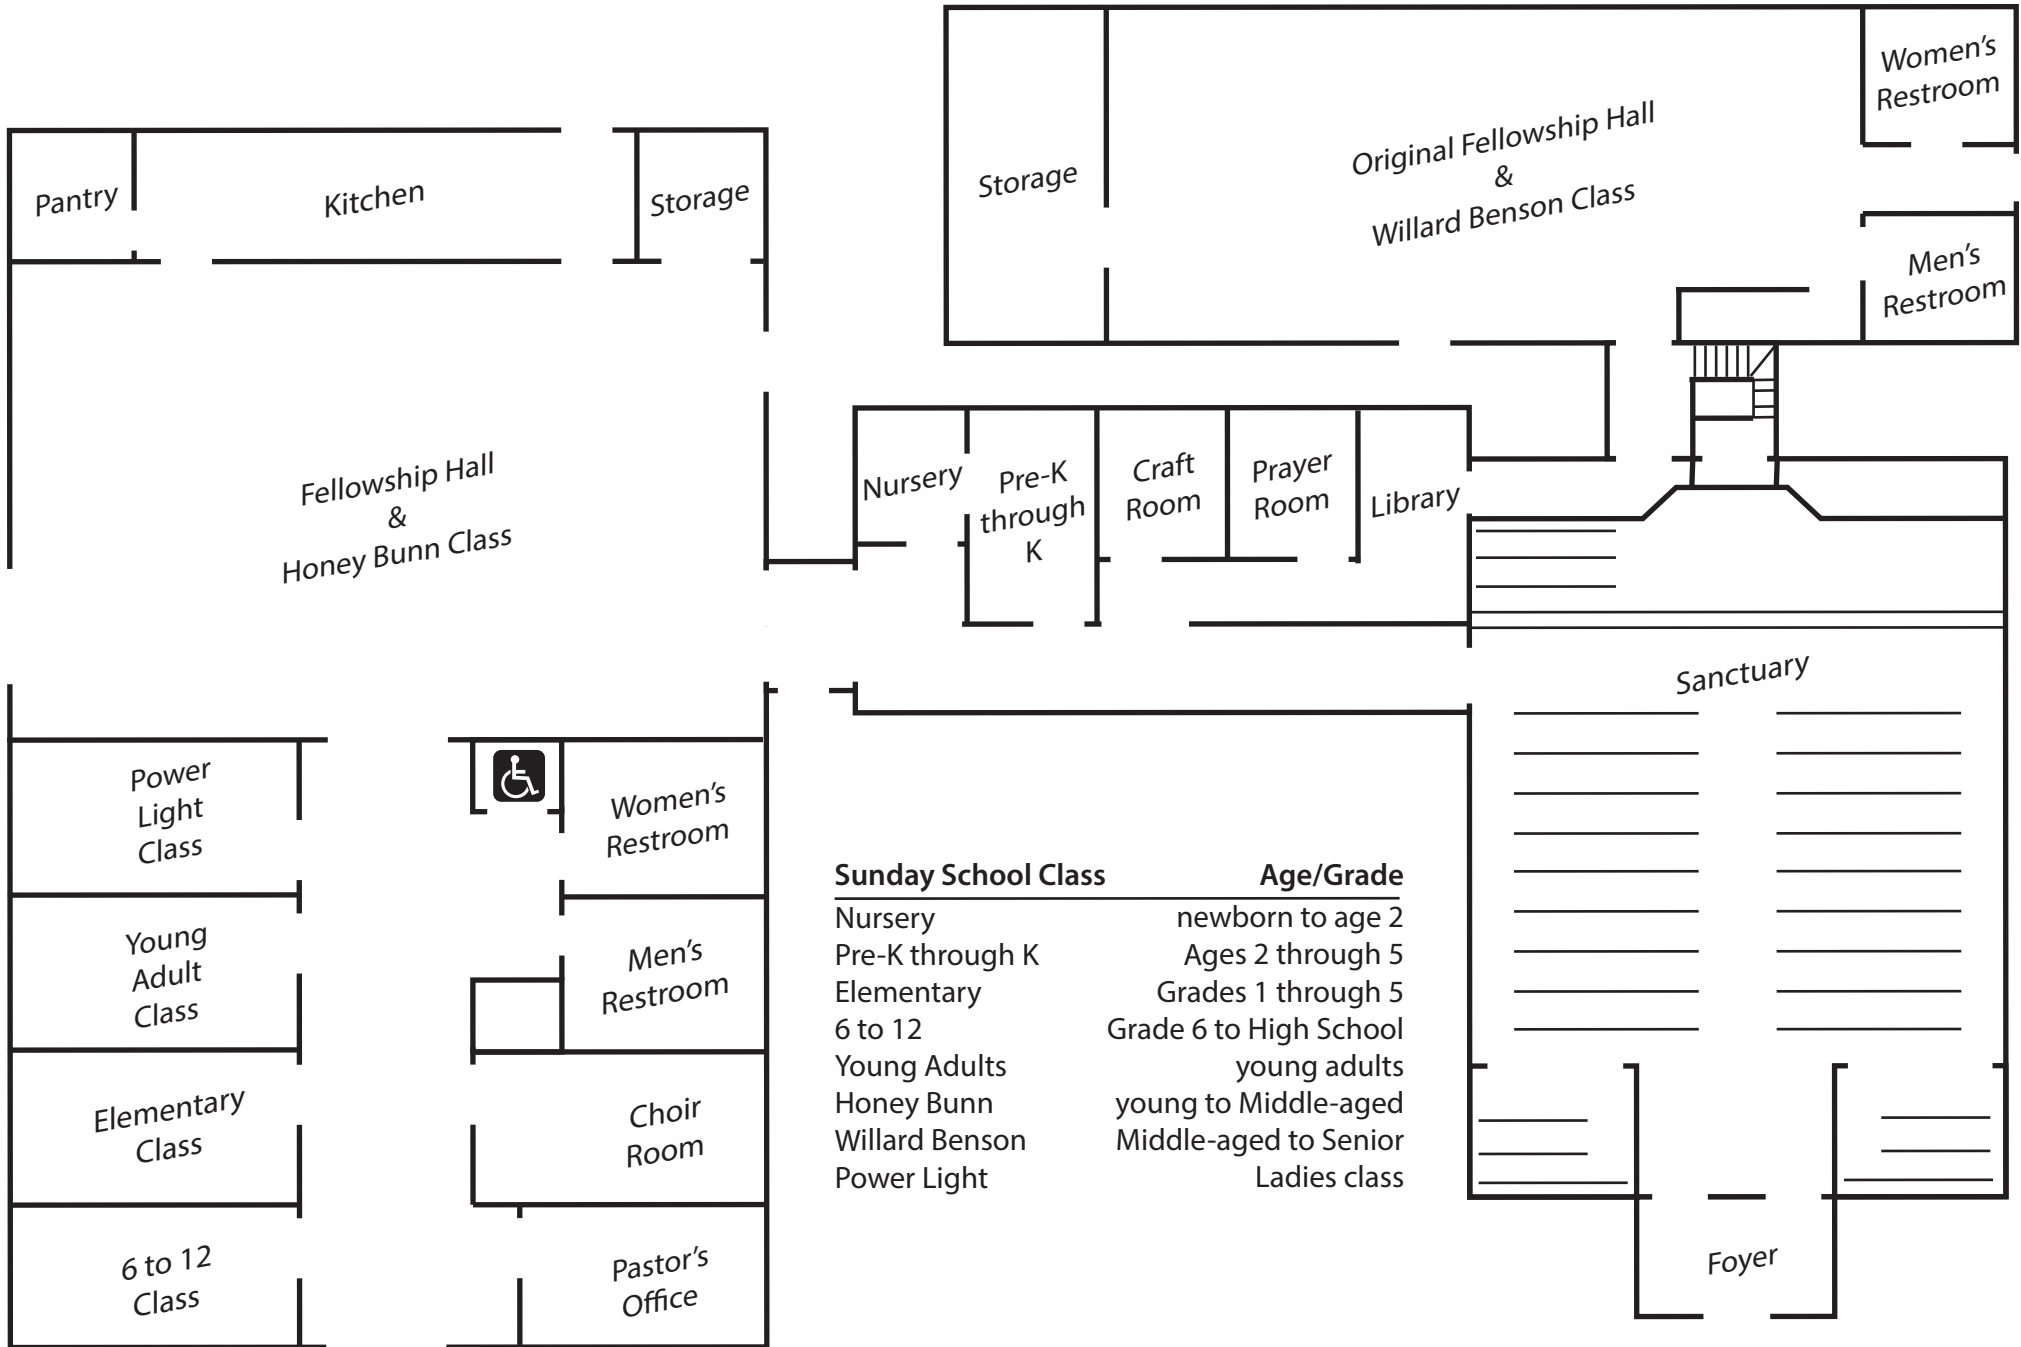 Women's
Restroom
Original Fellowship Hall
&
Willard Benson Class
Storage
Men's
Restroom
Pantry
Kitchen
Storage
Fellowship Hall
&
Honey Bunn Class
Nursery
Pre-K
through
K
Craft
Room
Prayer
Room
Library
Sanctuary
Power
Light
Class
Women's
Restroom
Young
Adult
Class
Men's
Restroom
Elementary
Class
Choir
Room
6 to 12
Class
Pastor's
Office
Sunday School Class Age/Grade
Nursery newborn to age 2
Pre-K through K Ages 2 through 5
Elementary Grades 1 through 5
6 to 12 Grade 6 to High School
Young Adults young adults
Honey Bunn young to Middle-aged
Willard Benson Middle-aged to Senior
Power Light Ladies class
Foyer